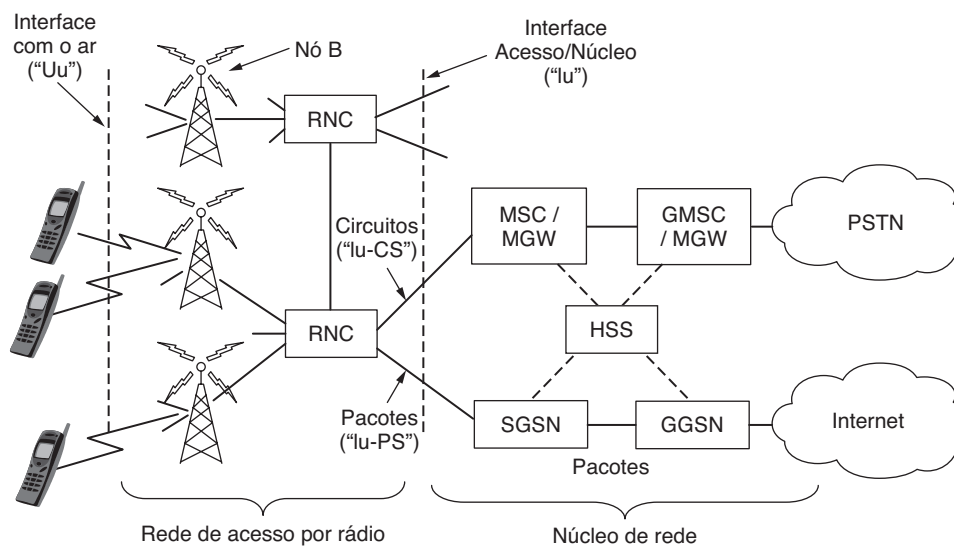 Interface
com o ar
(“Uu”)
Nó B
Interface
Acesso/Núcleo
(“lu”)
RNC
Circuitos
(“lu-CS”)
MSC /
MGW
GMSC
/ MGW
PSTN
RNC
HSS
Pacotes
(“lu-PS”)
SGSN
GGSN
Internet
Pacotes
Rede de acesso por rádio
Núcleo de rede